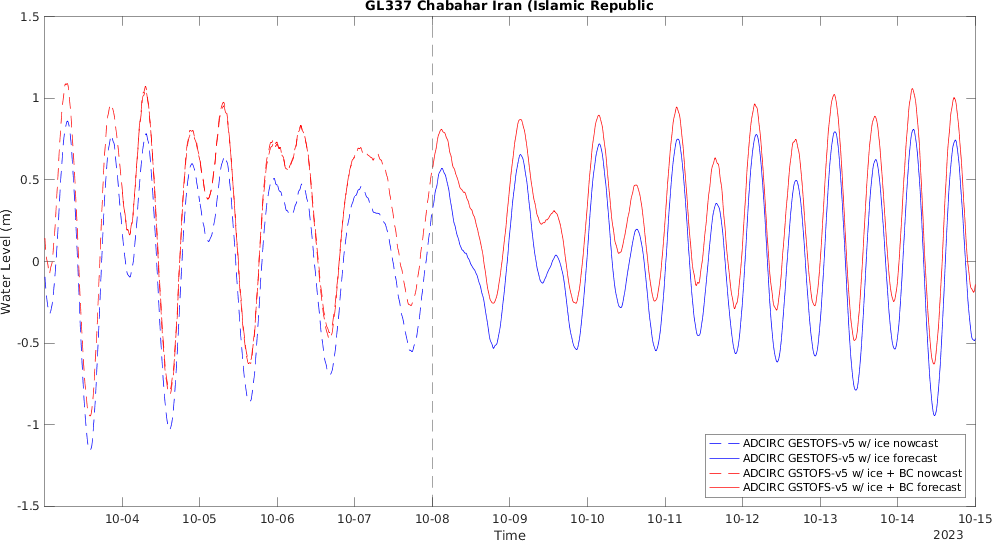 GL337 Chabahar Iran (Islamic Republic
1.5
1
0.5
0
-0.5
-1
-1.5
Water Level (m)
10-04 10-05 10-06 10-07 10-08 10-09 10-10 10-11 10-12 10-13 10-14 10-15
Time
2023
ADCIRC GESTOFS-v5 w/ ice nowcast
ADCIRC GESTOFS-v5 w/ ice forecast
ADCIRC GSTOFS-v5 w/ ice + BC nowcast
ADCIRC GSTOFS-v5 w/ ice + BC forecast